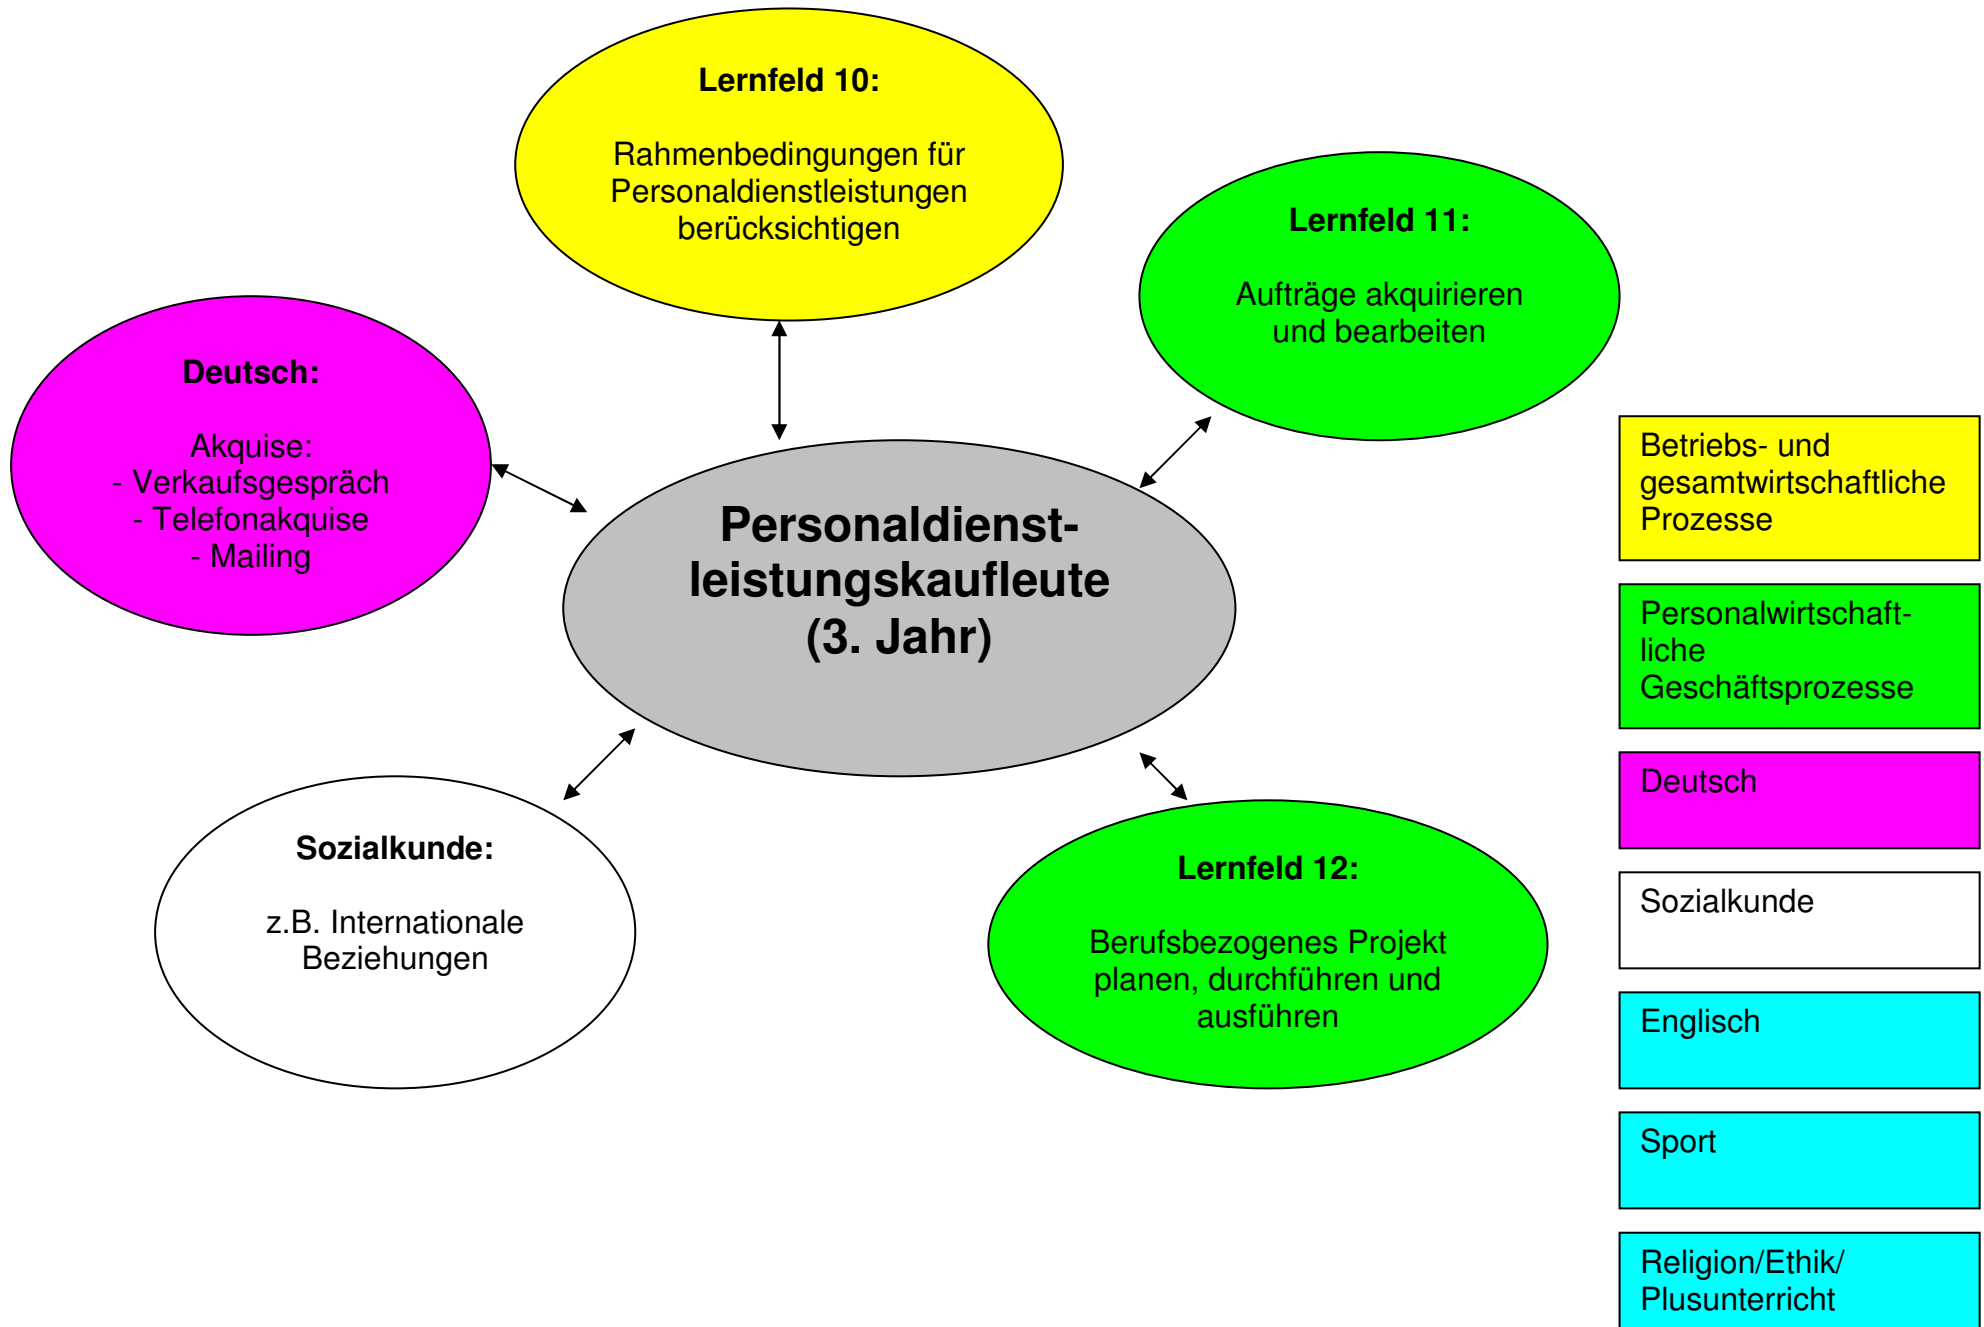 Lernfeld 10:
Rahmenbedingungen für
Personaldienstleistungen
berücksichtigen
Lernfeld 11:
Aufträge akquirieren
und bearbeiten
Deutsch:
Akquise:
- Verkaufsgespräch
- Telefonakquise
- Mailing
Personaldienst-
leistungskaufleute
(3. Jahr)
Sozialkunde:
z.B. Internationale
Beziehungen
Lernfeld 12:
Berufsbezogenes Projekt
planen, durchführen und
ausführen
Betriebs- und
gesamtwirtschaftliche
Prozesse
Personalwirtschaft-
liche
Geschäftsprozesse
Deutsch
Sozialkunde
Englisch
Sport
Religion/Ethik/
Plusunterricht